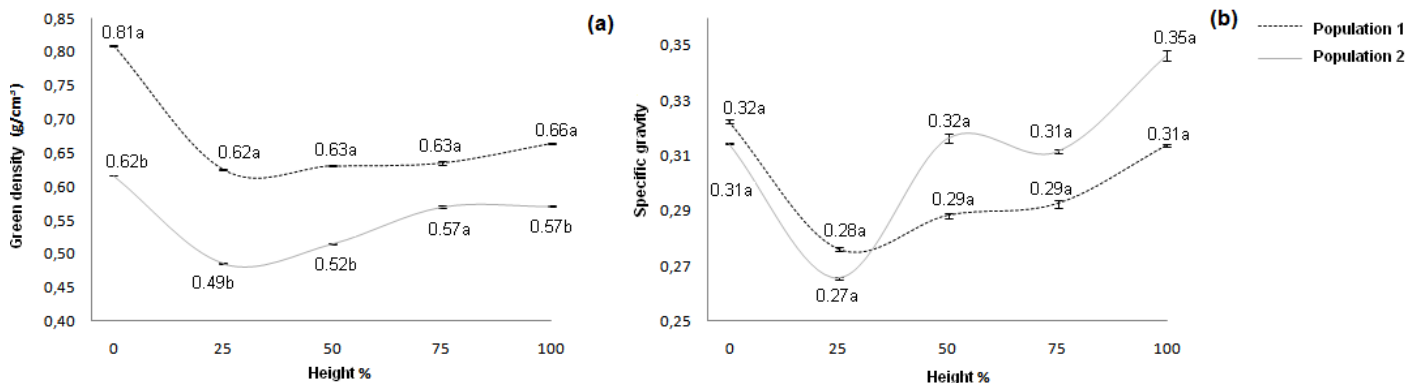 (a)
0,85
0,80
0,75
0,70
0,65
0,60
0,55
0,50
0,45
0,40
Green density (g/cm³)
0.81a
0.62a
0.63a
0.63a
0.66a
0.62b
0.49b
0.52b
0.57a
0.57b
0 25 50 75 100
Height %
(b)
0,35
0,33
0,31
0,29
0,27
0,25
Specific gravity
0.32a
0.28a
0.29a
0.29a
0.31a
0.31a
0.27a
0.32a
0.31a
0.35a
0 25 50 75 100
Height %
Population 1
Population 2